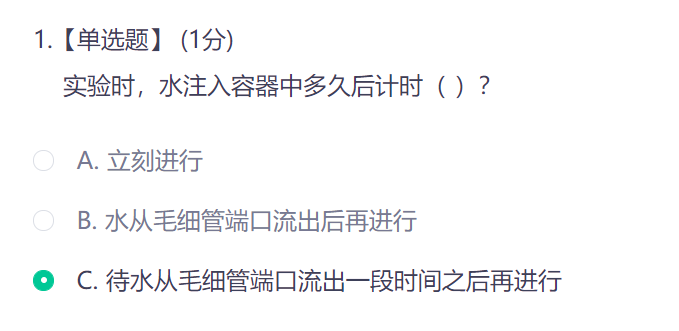 1.【单选题】 (1分)
实验时，水注入容器中多久后计时（ ）？
A. 立刻进行
B. 水从毛细管端口流出后再进行
C. 待水从毛细管端口流出一段时间之后再进行